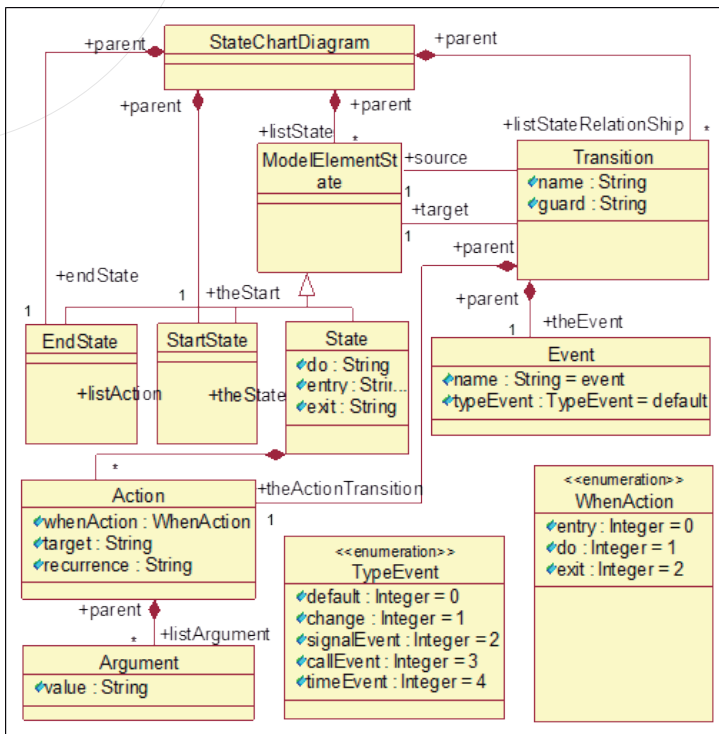 +parent
StateChartDiagram
+parent
+parent
+parent
+listState
*
+listStateRelationShip
*
ModelElementSt
ate
+source
1
+target
1
Transition
name : String
guard : String
+parent
+parent
+endState
1
1
+theStart
1
+theEvent
EndState
StartState
State
do : String
entry : Strir...
exit : String
+listAction
+theState
Event
name : String = event
typeEvent : TypeEvent = default
*
Action
whenAction : WhenAction
target : String
recurrence : String
+theActionTransition
1
<<enumeration>>
WhenAction
entry : Integer = 0
do : Integer = 1
exit : Integer = 2
<<enumeration>>
TypeEvent
default : Integer = 0
change : Integer = 1
signalEvent : Integer = 2
callEvent : Integer = 3
timeEvent : Integer = 4
+parent
*
+listArgument
Argument
value : String